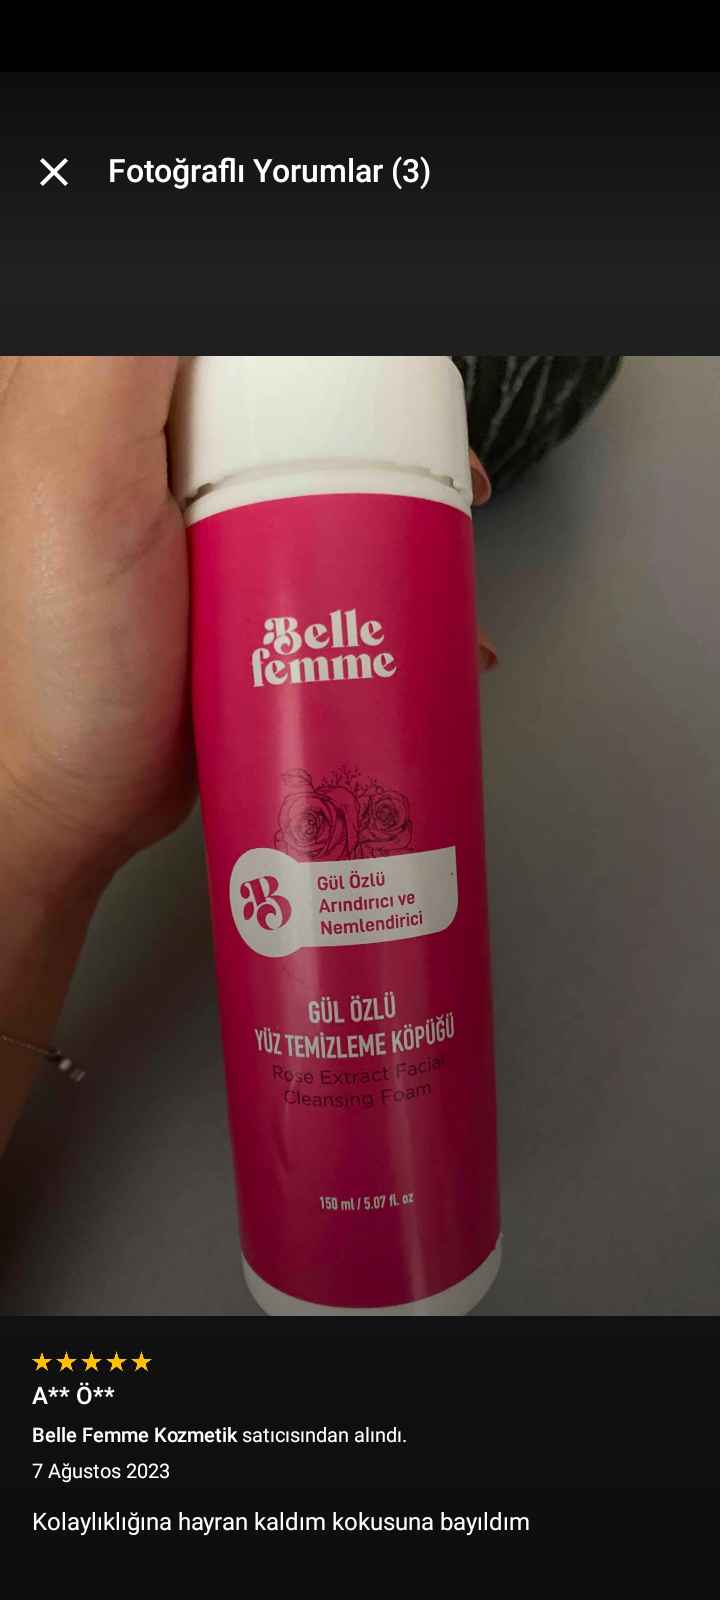 Fotoğraflı Yorumlar (3)
Belle
femme
B
Gül Özlü
Arındırıcı ve
Nemlendirici
GÜL ÖZLÜ
YÜZ TEMİZLEME KÖPÜĞÜ
Rose Extract Facial
Cleansing Foam
150 ml / 5.07 fl. oz
A** Ö**
Belle Femme Kozmetik satıcısından alındı.
7 Ağustos 2023
Kolaylıklığına hayran kaldım kokusuna bayıldım